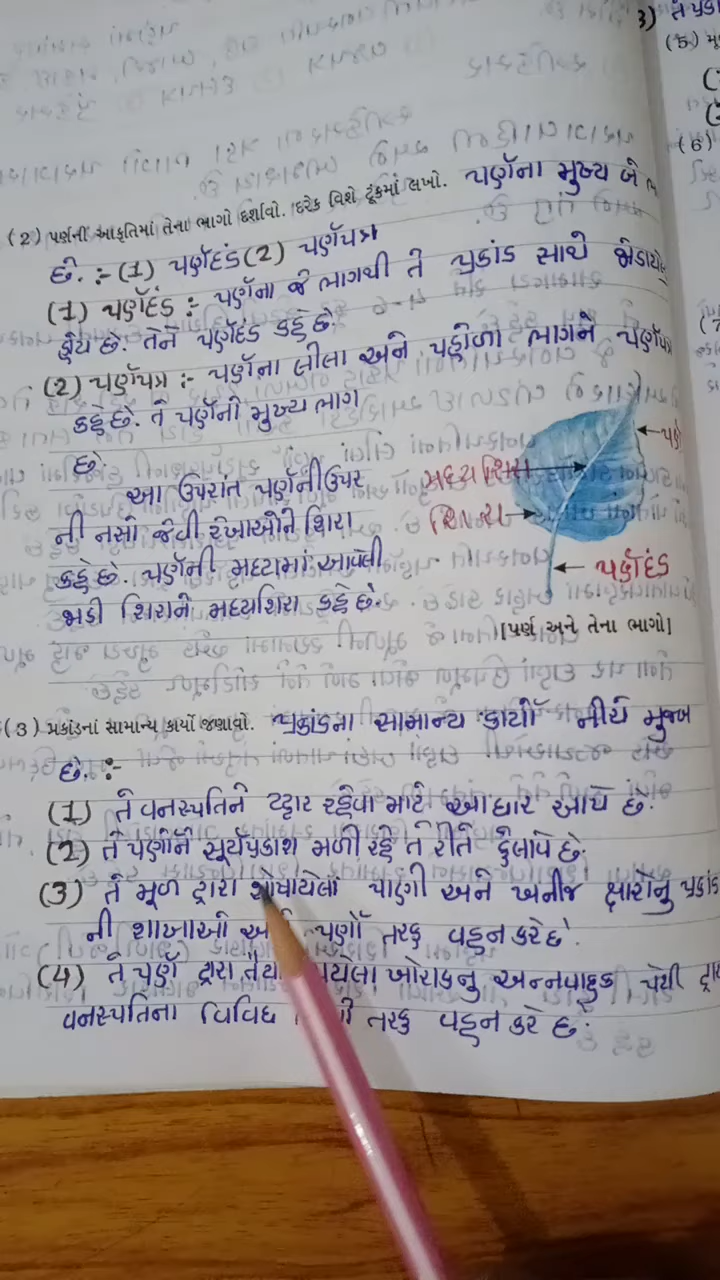 3) તે પ્રકા
(5) મૂ
(6)
(2) પર્ણની આકૃતિમાં તેના ભાગો દર્શાવો. દરેક વિશે ટૂંકમાં લખો. પર્ણના મુખ્ય બે ભ
છે. :- (1) પર્ણદંડ (2) પર્ણપત્ર
(1) પર્ણદંડ :- પર્ણના જે ભાગથી તે પ્રકાંડ સાથે જોડાયેલ
હોય છે. તેને પર્ણદંડ કહે છે.
(2) પર્ણપત્ર :- પર્ણના લીલા અને પહોળા ભાગને પર્ણપત્ર
કહે છે. તે પર્ણનો મુખ્ય ભાગ
છે.
આ ઉપરાંત પર્ણનીઉપર
ની નસો જેવી રેખાઓને શિરા
કહે છે. પર્ણની મધ્યમાં આવેલી
જાડી શિરાને મધ્યશિરા કહે છે.
પર્ણ
મધ્યશિરા
શિરા
પર્ણદંડ
[પર્ણ અને તેના ભાગો]
(3) પ્રકાંડનાં સામાન્ય કાર્યો જણાવો. પ્રકાંડના સામાન્ય કાર્યો નીચે મુજબ
છે. :-
(1) તે વનસ્પતિને ટટ્ટાર રહેવા માટે આધાર આપે છે.
(2) તે પર્ણોને સૂર્યપ્રકાશ મળી રહે તે રીતે ફેલાવે છે.
(3) તે મૂળ દ્વારા શોષાયેલા પાણી અને ખનીજ ક્ષારોનુ પ્રકાંડ
ની શાખાઓ પર્ણો તરફ વહન કરે છે.
(4) તે પર્ણ દ્વારા ખોરાકનુ અન્નવાહક પેશી દ્વા
વનસ્પતિના વિવિધ તરફ વહન કરે છે.